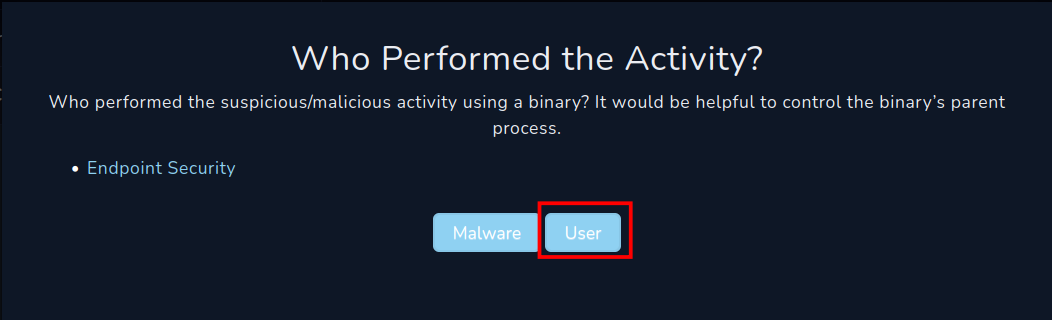 Who Performed the Activity?
Who performed the suspicious/malicious activity using a binary? It would be helpful to control the binary's parent
process.
• Endpoint Security
Malware User